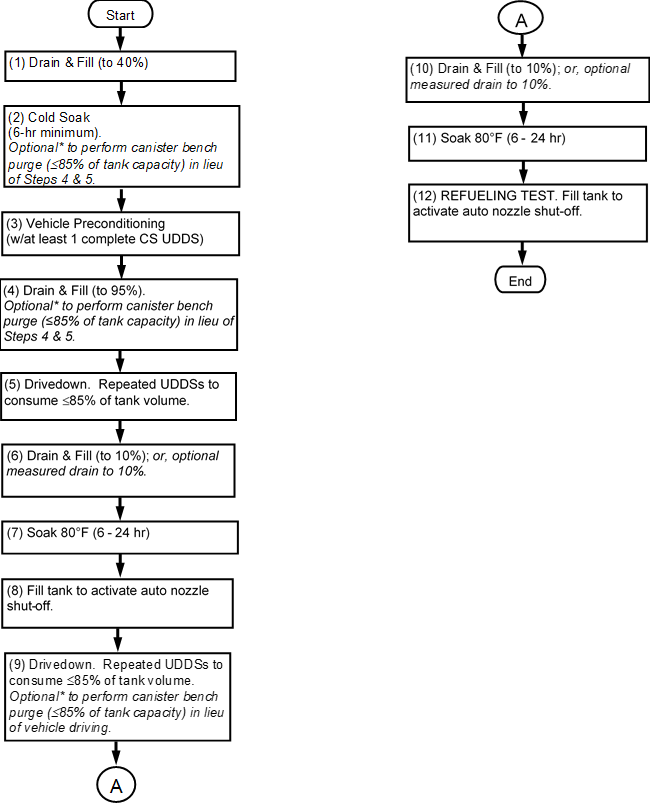 Start
(1) Drain & Fill (to 40%)
(2) Cold Soak
(6-hr minimum).
Optional* to perform canister bench
purge (≤85% of tank capacity) in lieu
of Steps 4 & 5.
(3) Vehicle Preconditioning
(w/at least 1 complete CS UDDS)
(4) Drain & Fill (to 95%).
Optional* to perform canister bench
purge (≤85% of tank capacity) in lieu of
Steps 4 & 5.
(5) Drivedown. Repeated UDDSs to
consume ≤85% of tank volume.
(6) Drain & Fill (to 10%); or, optional
measured drain to 10%.
(7) Soak 80°F (6 - 24 hr)
(8) Fill tank to activate auto nozzle
shut-off.
(9) Drivedown. Repeated UDDSs to
consume ≤85% of tank volume.
Optional* to perform canister bench
purge (≤85% of tank capacity) in lieu
of vehicle driving.
A
A
(10) Drain & Fill (to 10%); or, optional
measured drain to 10%.
(11) Soak 80°F (6 - 24 hr)
(12) REFUELING TEST. Fill tank to
activate auto nozzle shut-off.
End